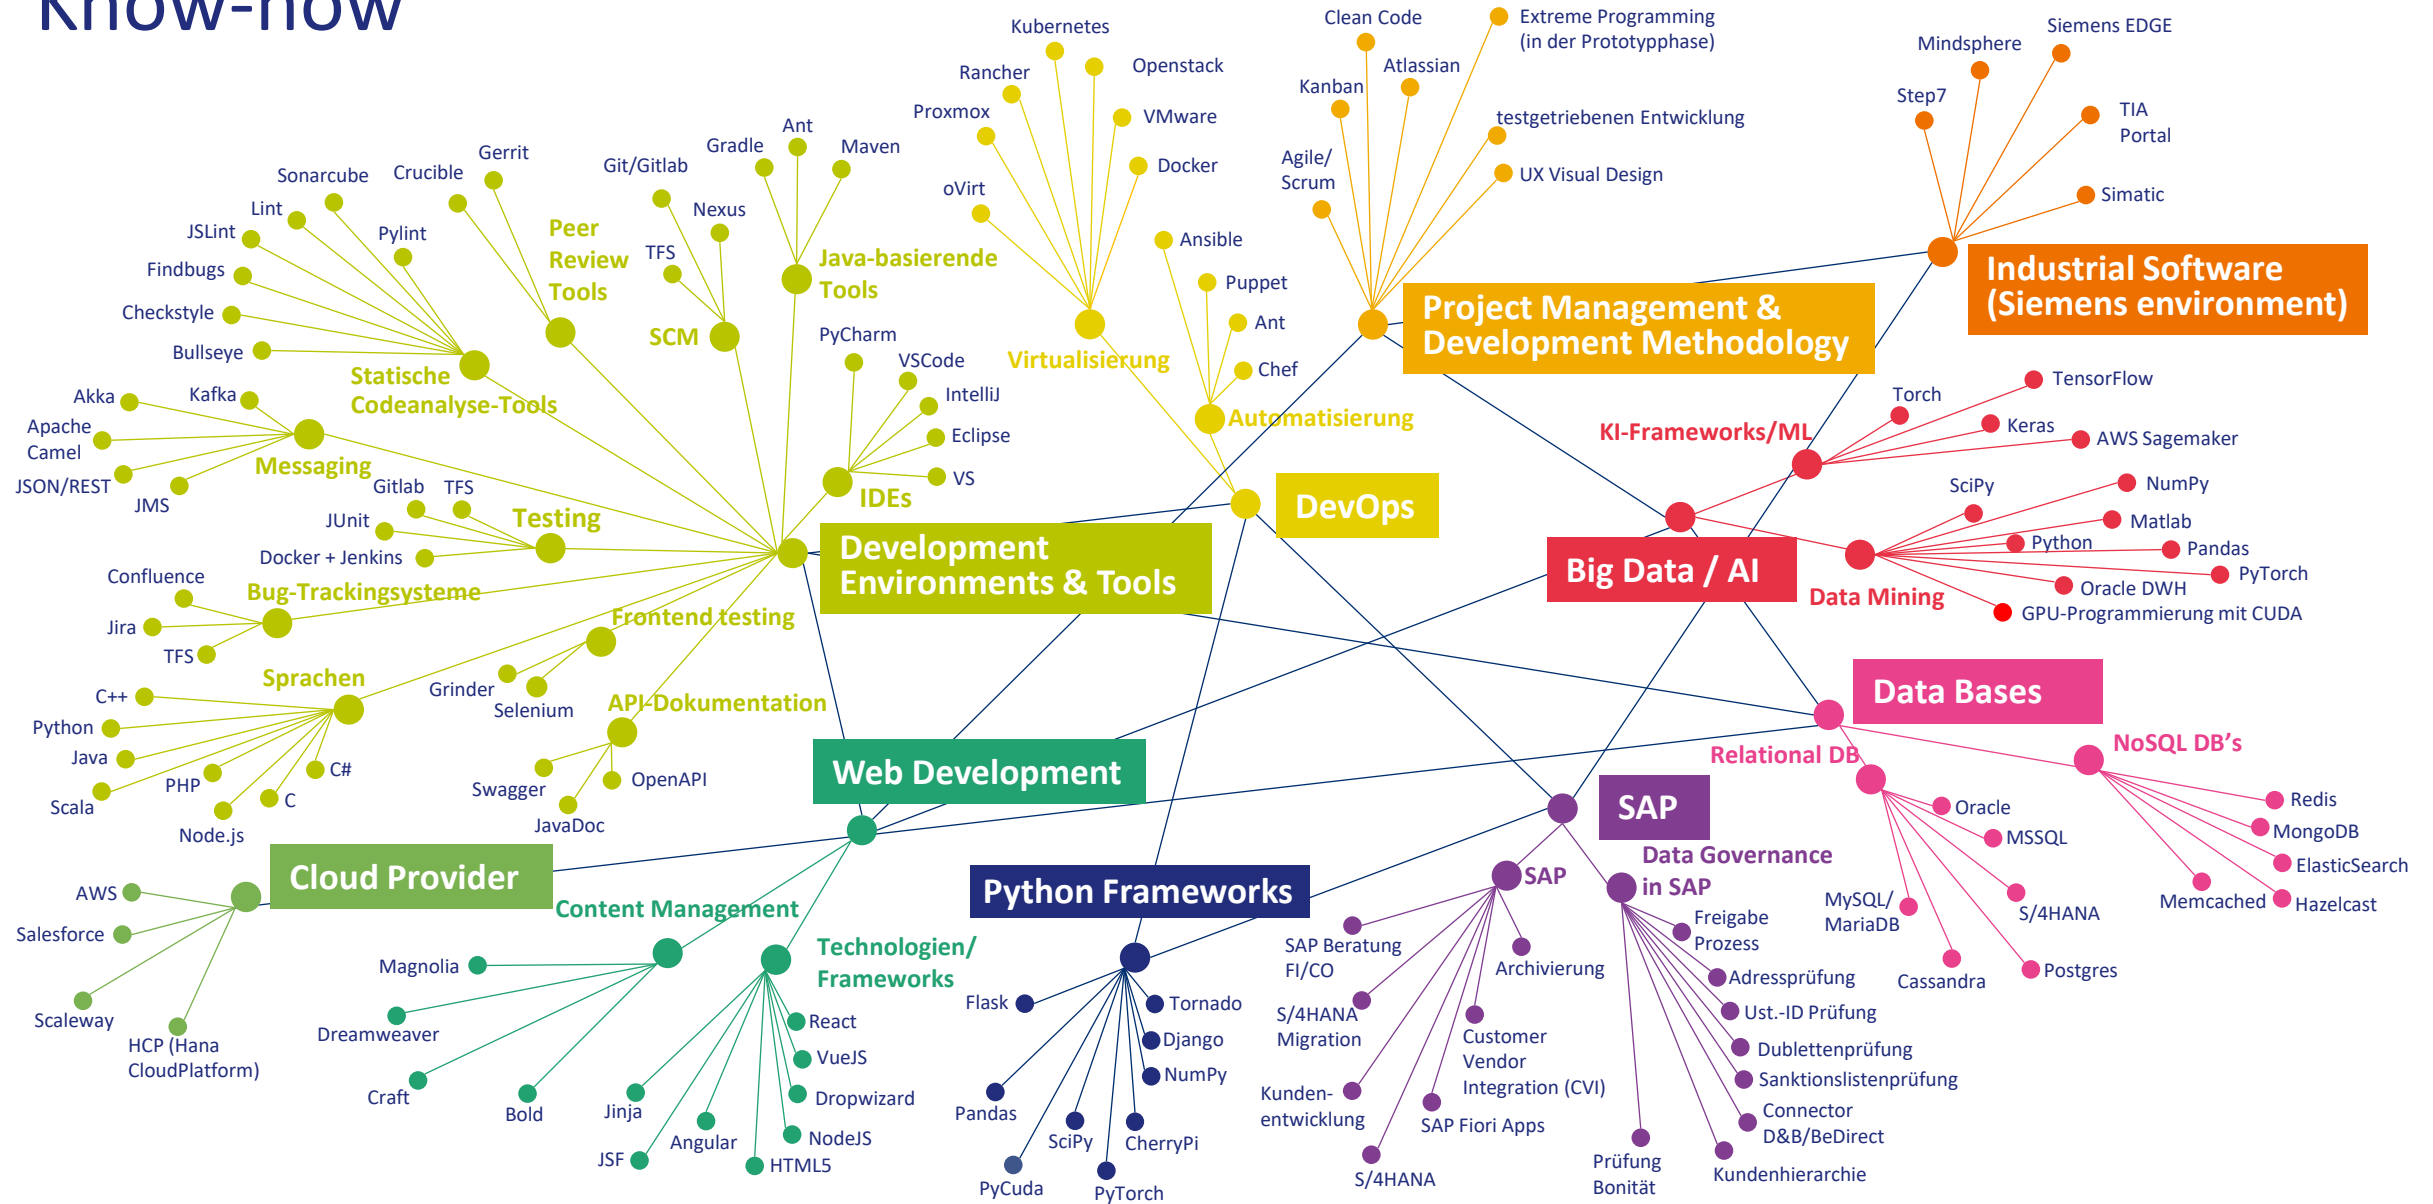 Know-how
Kubernetes
Openstack
Rancher
Proxmox
VMware
Docker
oVirt
Virtualisierung
Ansible
Puppet
Ant
Chef
Automatisierung
DevOps
Clean Code
Extreme Programming
(in der Prototypphase)
Atlassian
Kanban
testgetriebenen Entwicklung
Agile/
Scrum
UX Visual Design
Project Management &
Development Methodology
Siemens EDGE
Mindsphere
Step7
TIA
Portal
Simatic
Industrial Software
(Siemens environment)
Gerrit
Crucible
Peer
Review
Tools
Sonarcube
Lint
JSLint
Pylint
Findbugs
Checkstyle
Bullseye
Statische
Codeanalyse-Tools
Git/Gitlab
Nexus
TFS
SCM
Ant
Gradle
Maven
Java-basierende
Tools
PyCharm
VSCode
IntelliJ
Eclipse
VS
IDEs
Akka
Kafka
Apache
Camel
JSON/REST
JMS
Messaging
Gitlab
TFS
JUnit
Docker + Jenkins
Testing
Confluence
Jira
TFS
Bug-Trackingsysteme
Development
Environments & Tools
Frontend testing
Grinder
Selenium
Sprachen
C++
Python
Java
Scala
PHP
Node.js
C
C#
API-Dokumentation
Swagger
JavaDoc
OpenAPI
Torch
TensorFlow
Keras
AWS Sagemaker
KI-Frameworks/ML
SciPy
NumPy
Matlab
Python
Pandas
PyTorch
Oracle DWH
GPU-Programmierung mit CUDA
Data Mining
Big Data / AI
Data Bases
Relational DB
Oracle
MSSQL
S/4HANA
Postgres
Cassandra
MySQL/
MariaDB
NoSQL DB’s
Redis
MongoDB
ElasticSearch
Hazelcast
Memcached
Web Development
Cloud Provider
AWS
Salesforce
Scaleway
HCP (Hana
CloudPlatform)
Content Management
Magnolia
Dreamweaver
Craft
Bold
Technologien/
Frameworks
React
VueJS
Dropwizard
NodeJS
HTML5
Angular
Jinja
JSF
Python Frameworks
Flask
Tornado
Django
NumPy
CherryPi
Pandas
SciPy
PyCuda
PyTorch
SAP
SAP
SAP Beratung
FI/CO
Archivierung
S/4HANA
Migration
Customer
Vendor
Integration (CVI)
Kunden-
entwicklung
SAP Fiori Apps
S/4HANA
Data Governance
in SAP
Freigabe
Prozess
Adressprüfung
Ust.-ID Prüfung
Dublettenprüfung
Sanktionslistenprüfung
Connector
D&B/BeDirect
Kundenhierarchie
Prüfung
Bonität